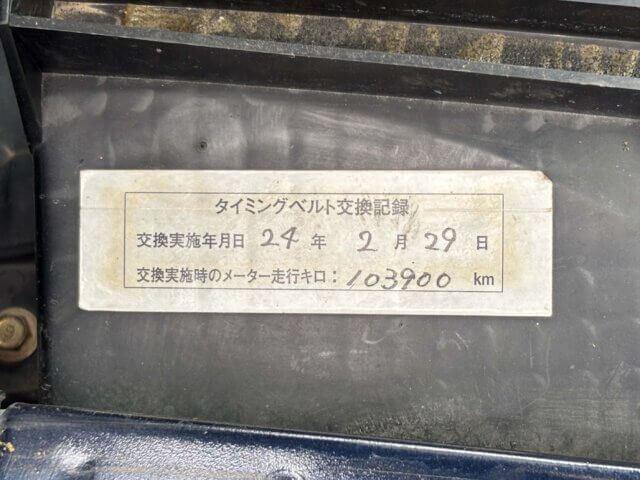 タイミングベルト交換記録
交換実施年月日 24 年 2 月 29 日
交換実施時のメーター走行キロ：103900 km